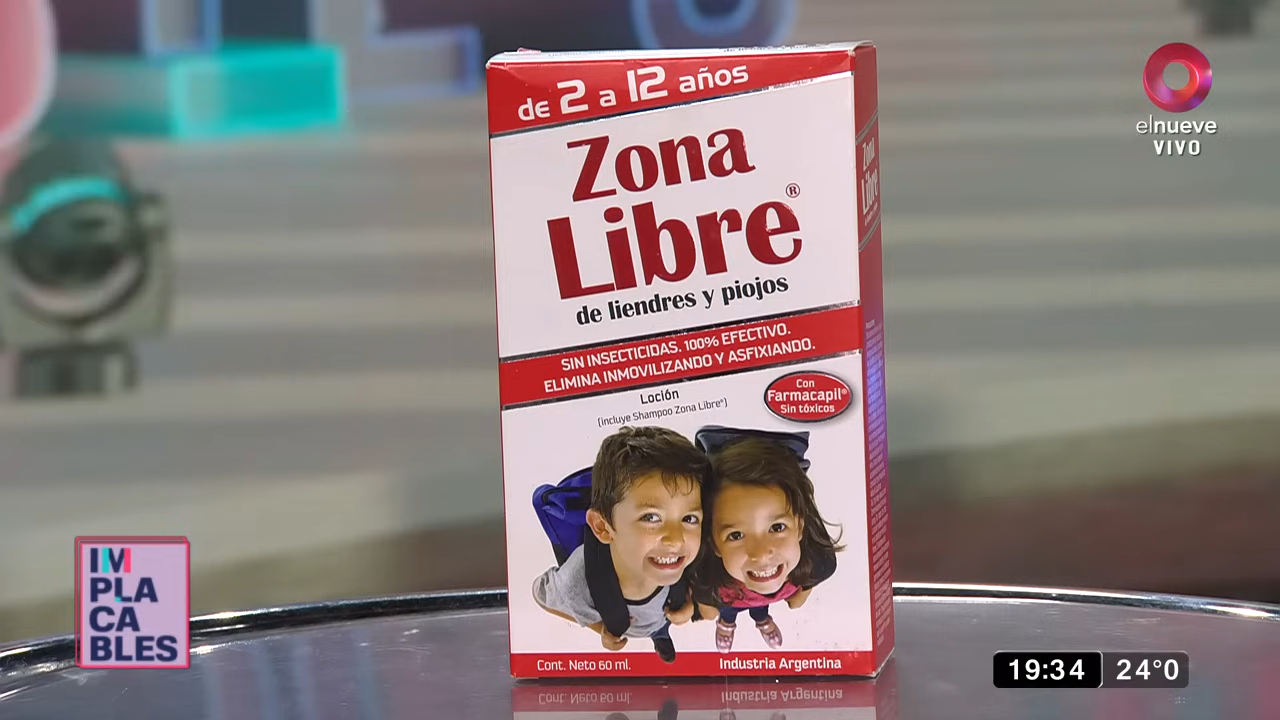 de 2 a 12 años
Zona
Libre®
de liendres y piojos
SIN INSECTICIDAS. 100% EFECTIVO.
ELIMINA INMOVILIZANDO Y ASFIXIANDO.
Loción
(incluye Shampoo Zona Libre®)
Con
Farmacapil®
Sin tóxicos
Cont. Neto 60 ml.
Industria Argentina
Zona
Libre
elnueve
VIVO
IM
PLA
CA
BLES
19:34
24°0